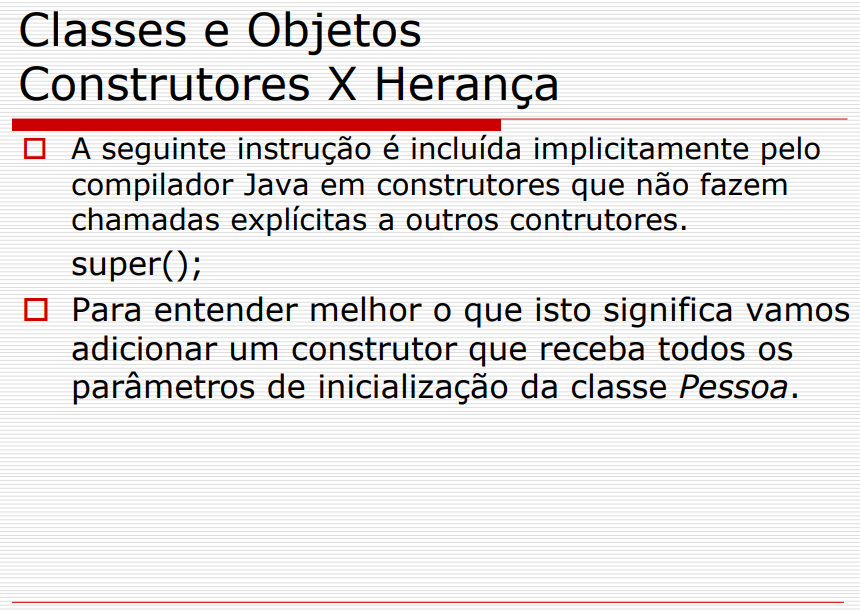 Classes e Objetos
Construtores X Herança
A seguinte instrução é incluída implicitamente pelo
compilador Java em construtores que não fazem
chamadas explícitas a outros contrutores.
super();
Para entender melhor o que isto significa vamos
adicionar um construtor que receba todos os
parâmetros de inicialização da classe Pessoa.